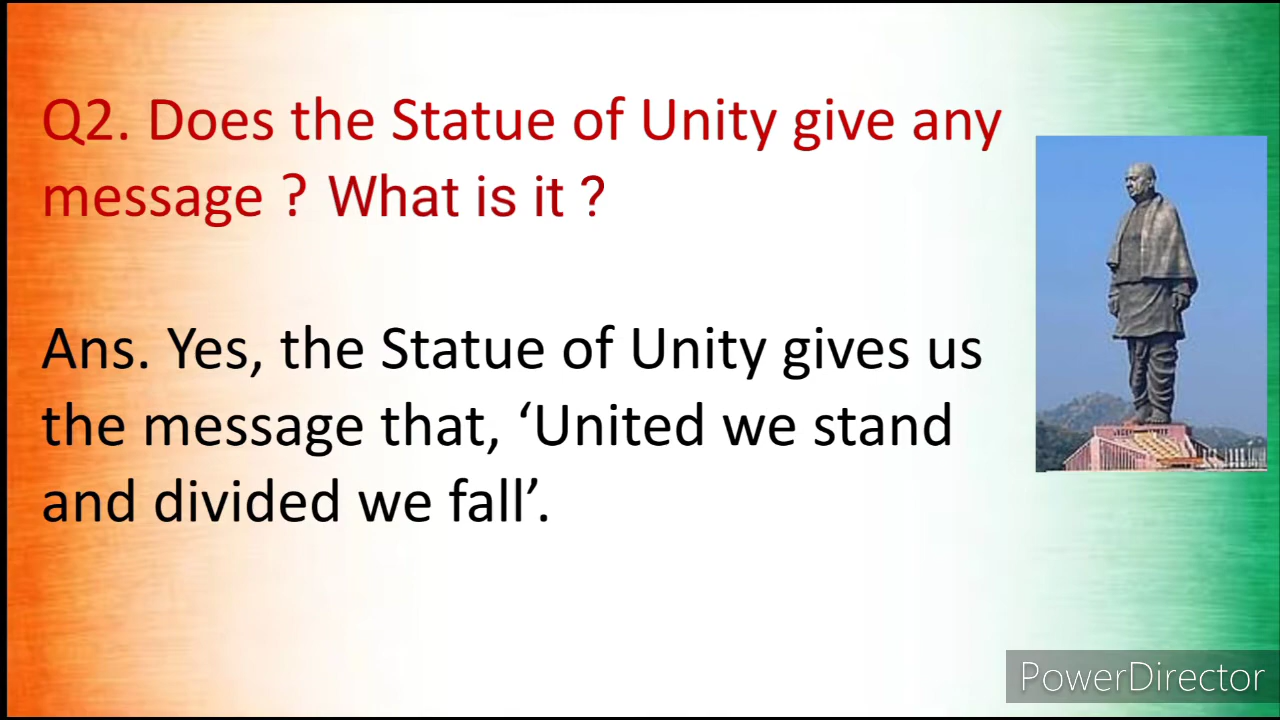 Q2. Does the Statue of Unity give any
message ? What is it ?
Ans. Yes, the Statue of Unity gives us
the message that, ‘United we stand
and divided we fall’.
PowerDirector